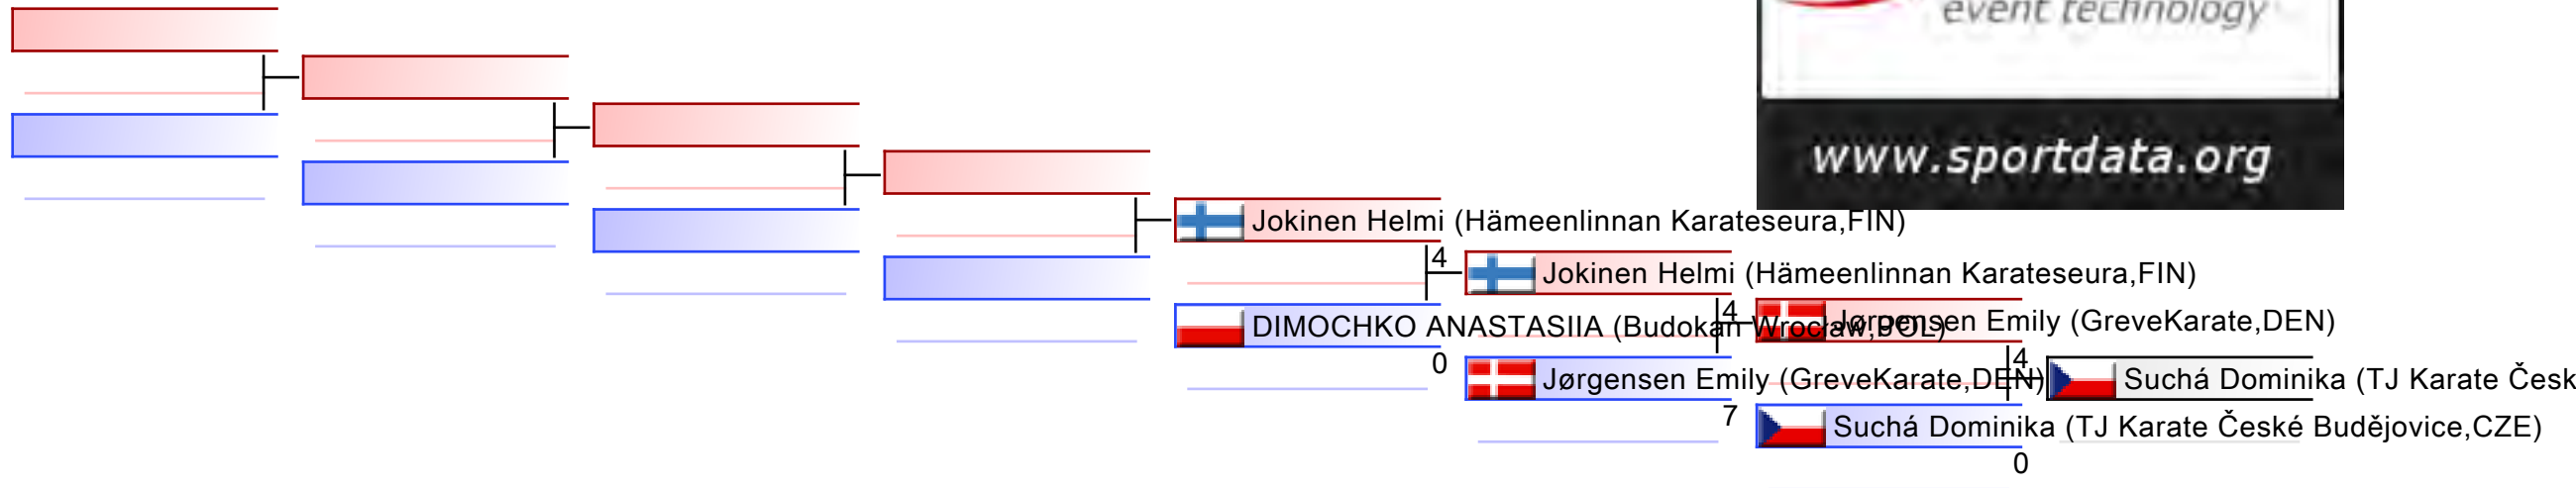 event technology
www.sportdata.org
Jokinen Helmi (Hämeenlinnan Karateseura,FIN)
4
Jokinen Helmi (Hämeenlinnan Karateseura,FIN)
DIMOCHKO ANASTASIIA (Budokan Wrocław,POL)
0
4
Jørgensen Emily (GreveKarate,DEN)
Jørgensen Emily (GreveKarate,DEN)
7
4
Suchá Dominika (TJ Karate Česk
Suchá Dominika (TJ Karate České Budějovice,CZE)
0